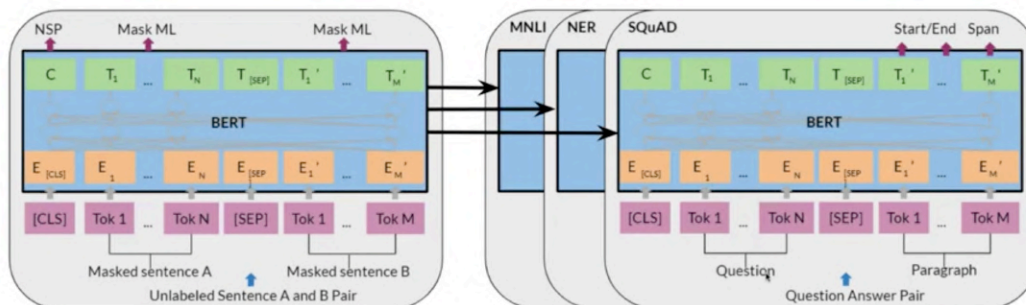 NSP Mask ML Mask ML MNLI NER SQuAD Start/End Span
C T1 ... TN T[SEP] T1' ... TM' C T1 ... TN T[SEP] T1' ... TM'
BERT BERT
E[CLS] E1 ... EN E[SEP E1' ... EM' E[CLS] E1 ... EN E[SEP E1' ... EM'
[CLS] Tok 1 ... Tok N [SEP] Tok 1 ... Tok M [CLS] Tok 1 ... Tok N [SEP] Tok 1 ... Tok M
Masked sentence A Masked sentence B Question Paragraph
Unlabeled Sentence A and B Pair Question Answer Pair